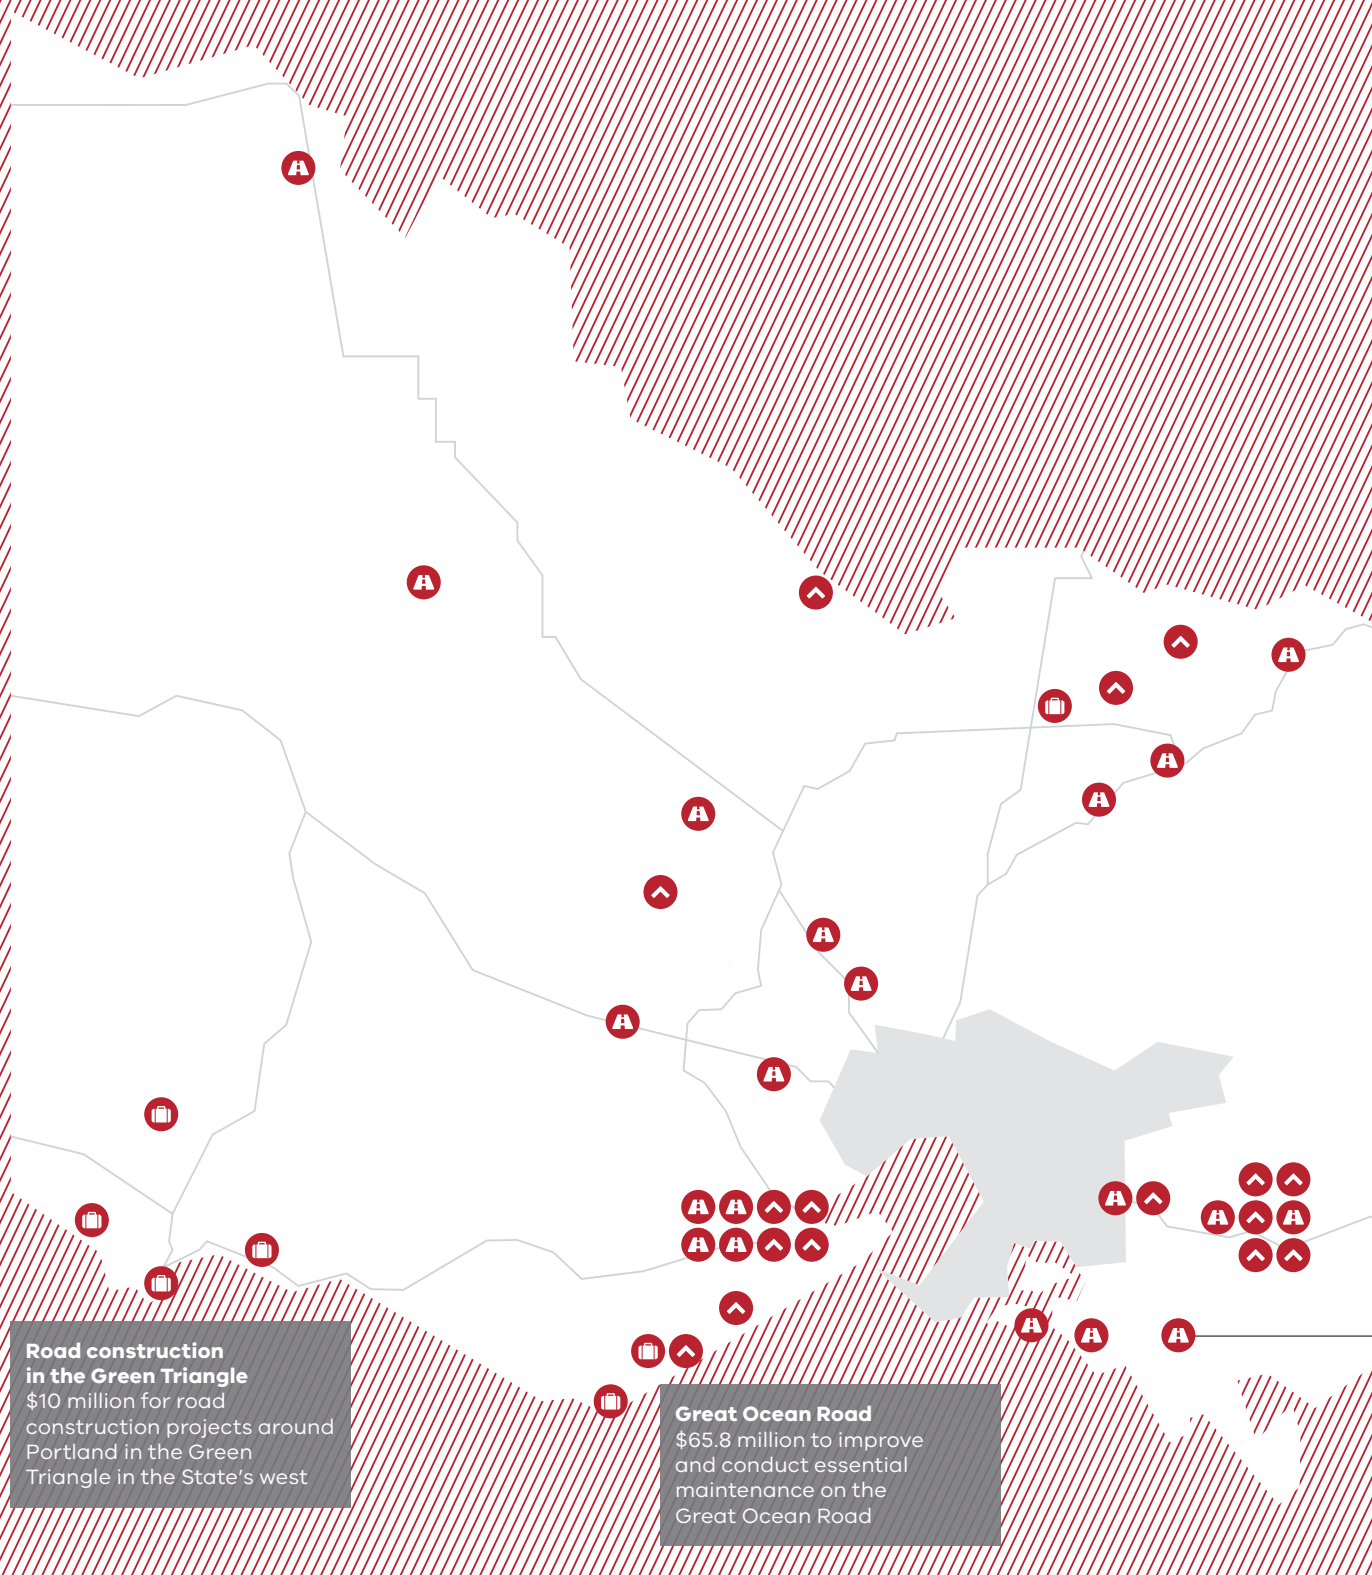 Road construction
in the Green Triangle
$10 million for road
construction projects around
Portland in the Green
Triangle in the State’s west
Great Ocean Road
$65.8 million to improve
and conduct essential
maintenance on the
Great Ocean Road